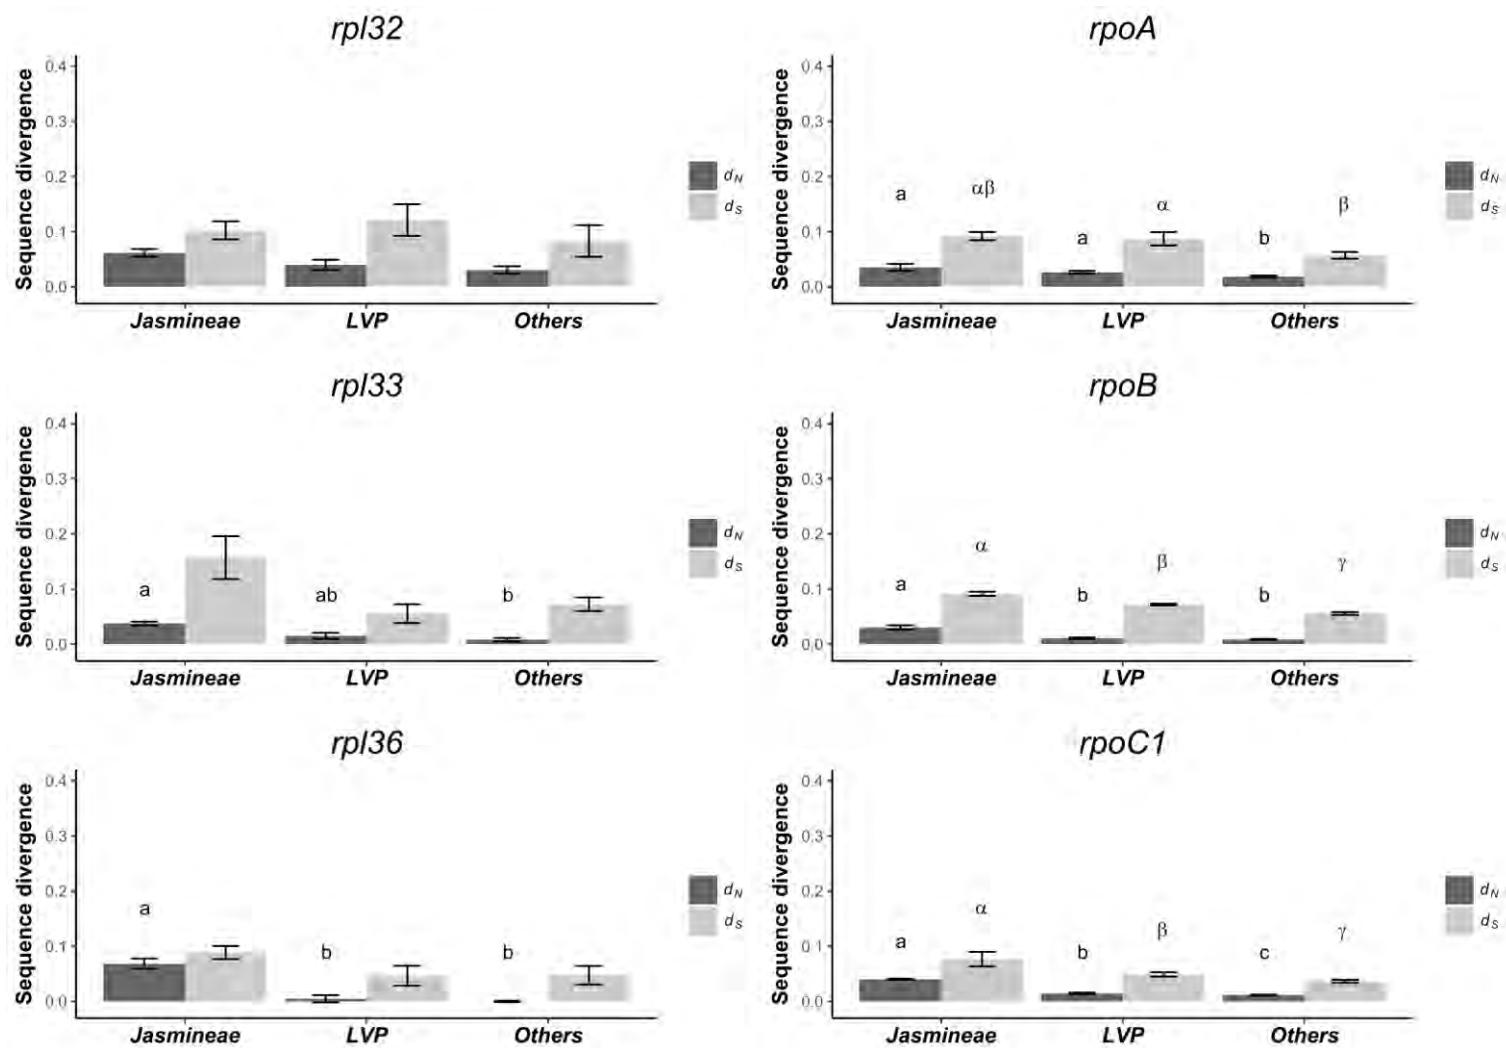 rpl32
Sequence divergence
0.4
0.3
0.2
0.1
0.0
Jasmineae LVP Others
dN
dS
rpoA
Sequence divergence
0.4
0.3
0.2
0.1
0.0
a αβ a α b β
Jasmineae LVP Others
dN
dS
rpl33
Sequence divergence
0.4
0.3
0.2
0.1
0.0
a ab b
Jasmineae LVP Others
dN
dS
rpoB
Sequence divergence
0.4
0.3
0.2
0.1
0.0
a α b β b γ
Jasmineae LVP Others
dN
dS
rpl36
Sequence divergence
0.4
0.3
0.2
0.1
0.0
a b b
Jasmineae LVP Others
dN
dS
rpoC1
Sequence divergence
0.4
0.3
0.2
0.1
0.0
a α b β c γ
Jasmineae LVP Others
dN
dS